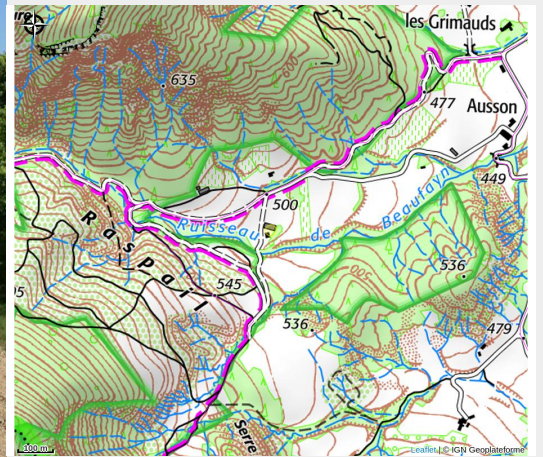 les Grimauds
635
477
Ausson
449
500
Ruisseau de Beaufayn
Raspail
545
500
536
536
479
Serre
100 m
Leaflet | © IGN Geoplateforme